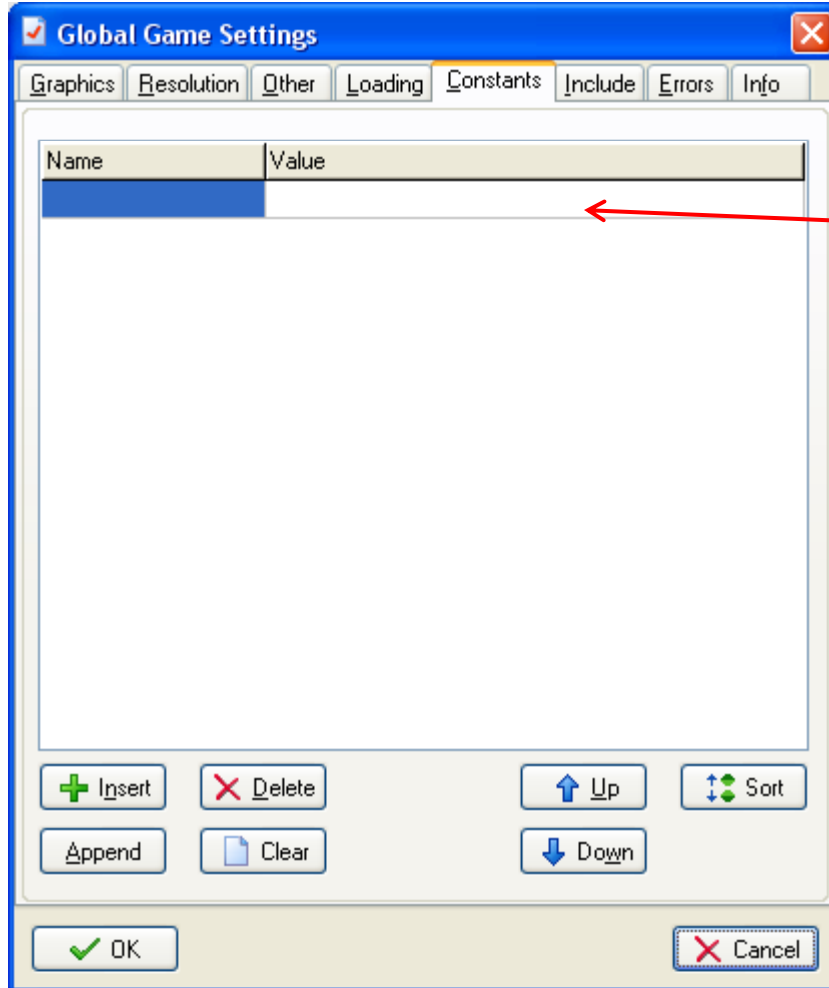 Global Game Settings
Graphics Resolution Other Loading Constants Include Errors Info
Name Value
Insert Delete Up Sort
Append Clear Down
OK Cancel